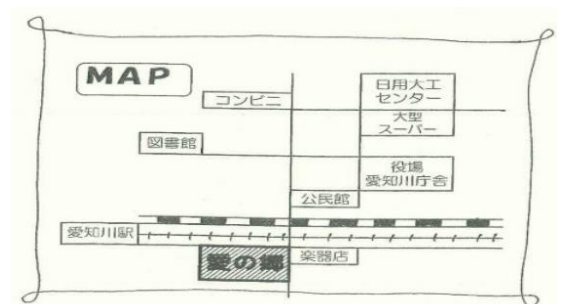 MAP
日用大工
センター
コンビニ
大型
スーパー
図書館
役場
愛知川庁舎
公民館
愛知川駅
愛の郷
楽器店